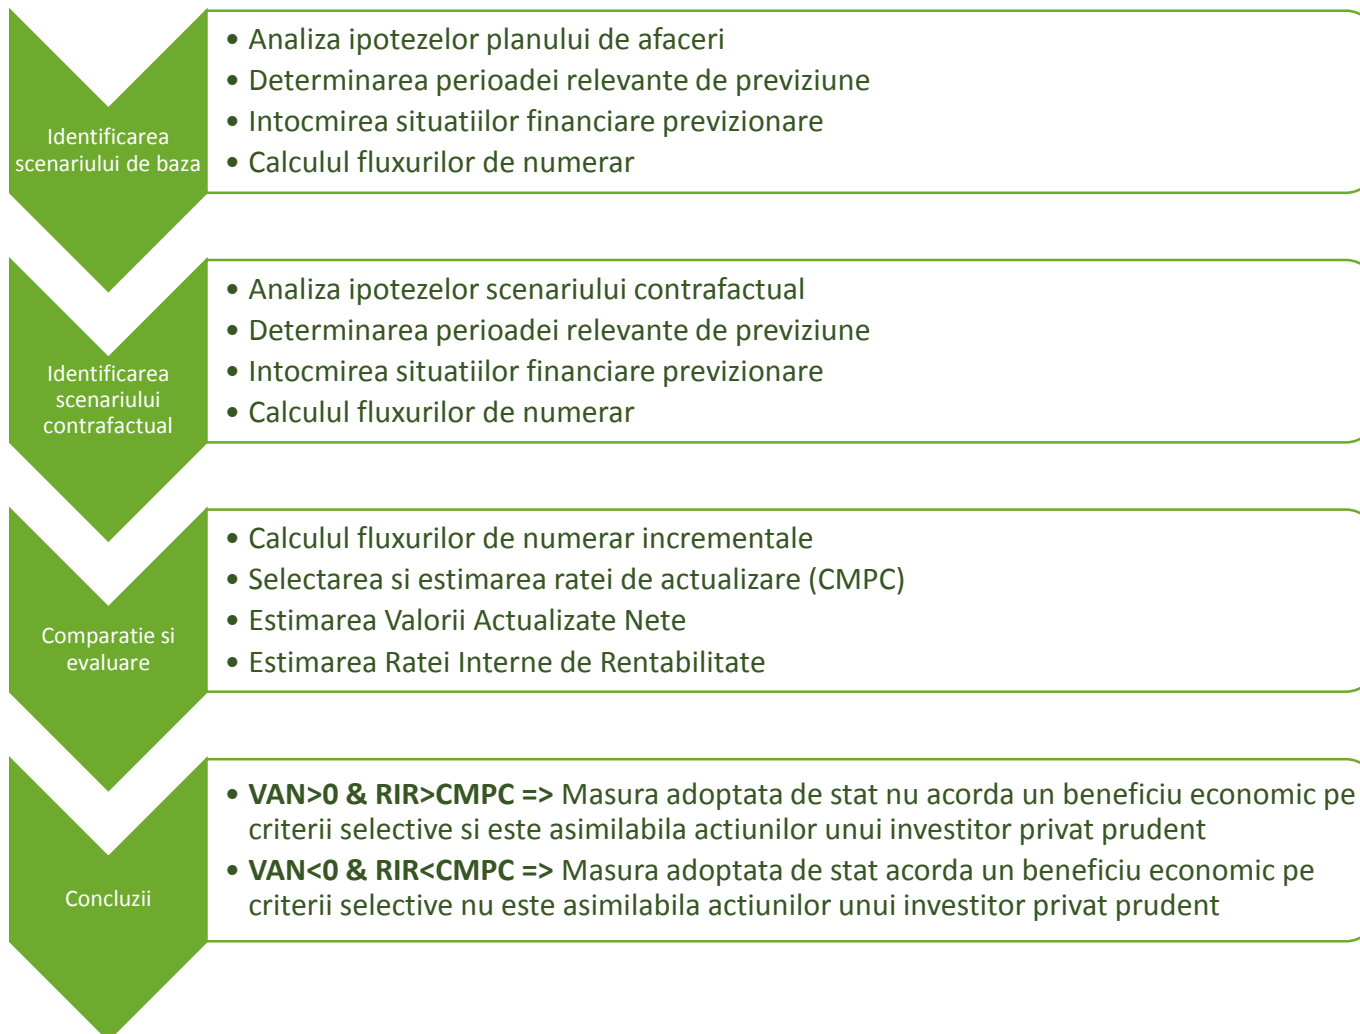 Identificarea
scenariului de baza
• Analiza ipotezelor planului de afaceri
• Determinarea perioadei relevante de previziune
• Intocmirea situatiilor financiare previzionare
• Calculul fluxurilor de numerar
Identificarea
scenariului
contrafactual
• Analiza ipotezelor scenariului contrafactual
• Determinarea perioadei relevante de previziune
• Intocmirea situatiilor financiare previzionare
• Calculul fluxurilor de numerar
Comparatie si
evaluare
• Calculul fluxurilor de numerar incrementale
• Selectarea si estimarea ratei de actualizare (CMPC)
• Estimarea Valorii Actualizate Nete
• Estimarea Ratei Interne de Rentabilitate
Concluzii
• VAN>0 & RIR>CMPC => Masura adoptata de stat nu acorda un beneficiu economic pe
criterii selective si este asimilabila actiunilor unui investitor privat prudent
• VAN<0 & RIR<CMPC => Masura adoptata de stat acorda un beneficiu economic pe
criterii selective nu este asimilabila actiunilor unui investitor privat prudent